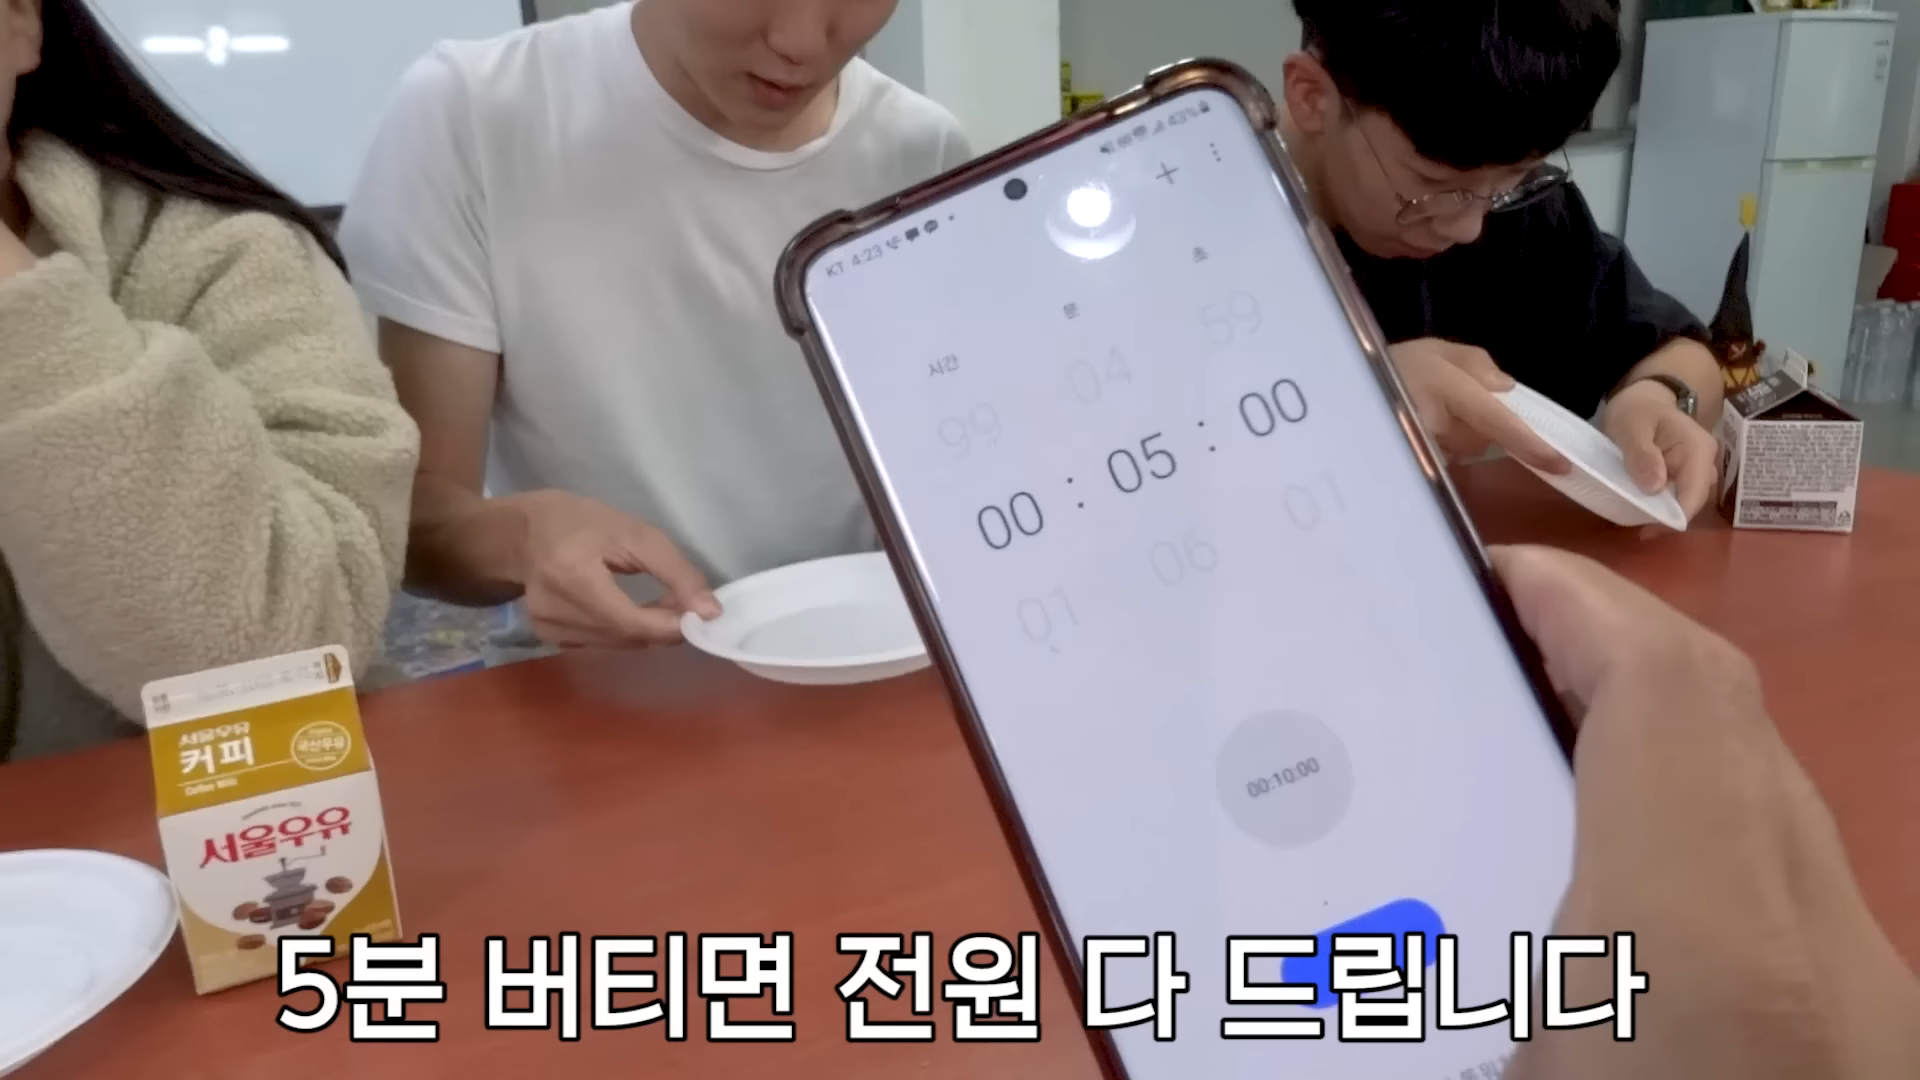 KT 4:23
43%
시간
분
초
99
04
59
00 : 05 : 00
01
06
01
00:10:00
서울우유
커피
Coffee Milk
국산우유
서울우유
5분 버티면 전원 다 드립니다